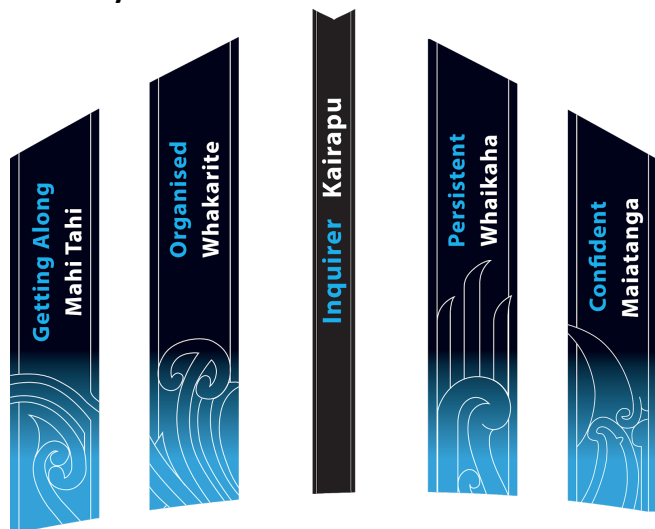 Getting Along
Mahi Tahi
Organised
Whakarite
Inquirer Kairapu
Persistent
Whaikaha
Confident
Maiatanga